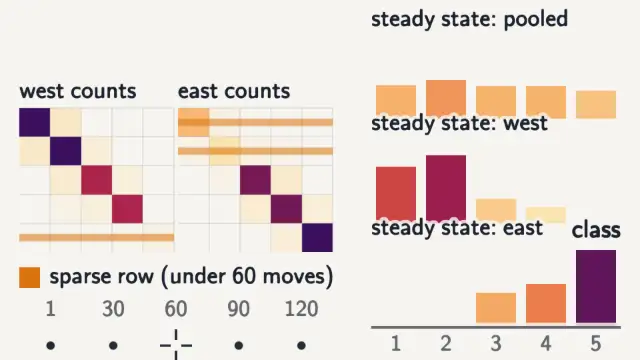 steady state: pooled
west counts
east counts
steady state: west
steady state: east
class
sparse row (under 60 moves)
1 30 60 90 120
1 2 3 4 5